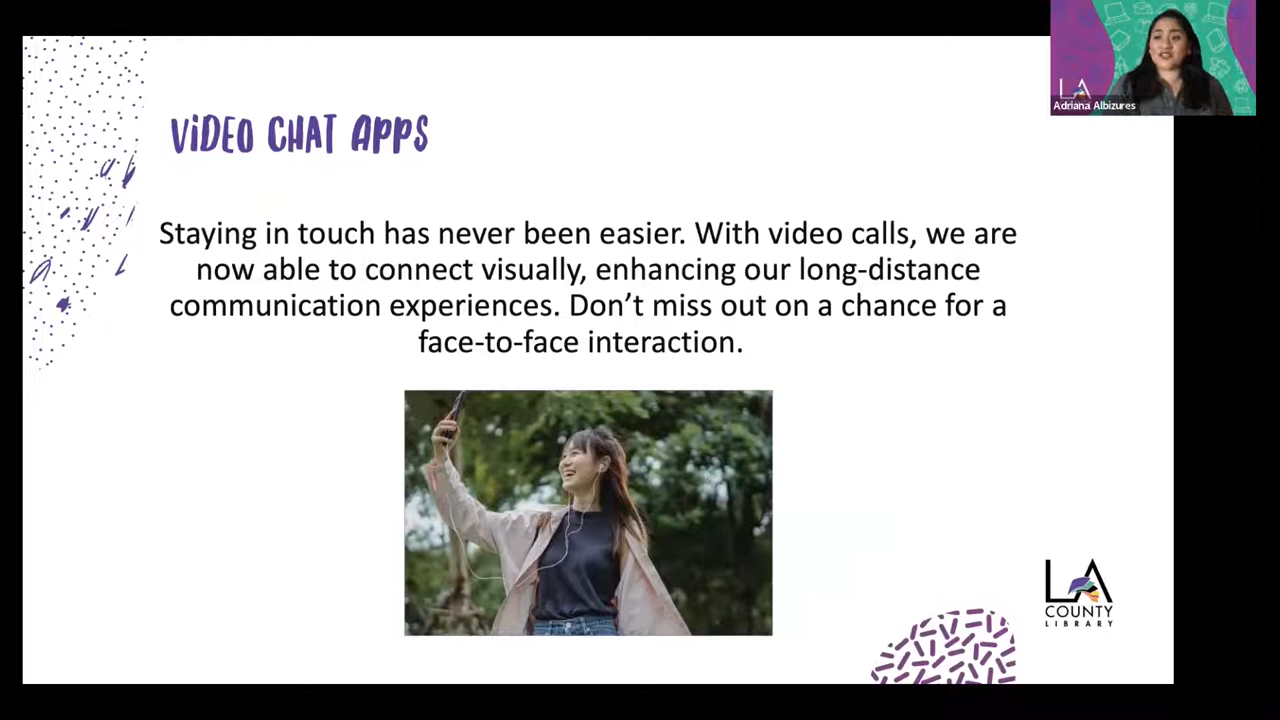 LA
Adriana Albizures
VIDEO CHAT APPS
Staying in touch has never been easier. With video calls, we are
now able to connect visually, enhancing our long-distance
communication experiences. Don’t miss out on a chance for a
face-to-face interaction.
LA
COUNTY
LIBRARY